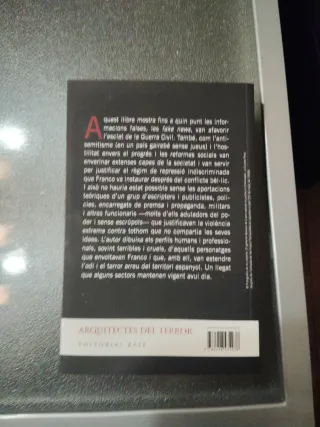 Aquest llibre mostra fins a quin punt les infor-
macions falses, les fake news, van afavorir
l'esclat de la Guerra Civil. També, com l'anti-
semitisme (en un país gairebé sense jueus) i l'hos-
tilitat envers el progrés i les reformes socials van
enverinar extenses capes de la societat i van servir
per justificar el règim de repressió indiscriminada
que Franco va instaurar després del conflicte bèl·lic.
I això no hauria estat possible sense les aportacions
teòriques d'un grup d'escriptors i publicistes, poli-
cies, encarregats de premsa i propaganda, militars
i altres funcionaris —molts d'ells aduladors del po-
der i sense escrúpols— que justificaven la violència
extrema contra tothom que no compartia les seves
idees. L'autor dibuixa els perfils humans i professio-
nals, sovint terribles i cruels, d'aquells personatges
que envoltaven Franco i que, amb ell, van estendre
l'odi i el terror arreu del territori espanyol. Un llegat
que alguns sectors mantenen vigent avui dia.
ARQUITECTES DEL TERROR
EDITORIAL BASE